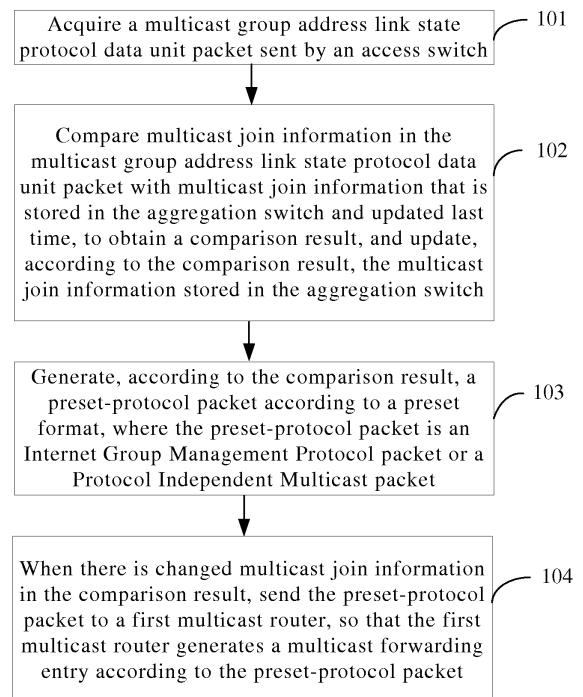 Acquire a multicast group address link state
protocol data unit packet sent by an access switch
101
Compare multicast join information in the
multicast group address link state protocol data
unit packet with multicast join information that is
stored in the aggregation switch and updated last
time, to obtain a comparison result, and update,
according to the comparison result, the multicast
join information stored in the aggregation switch
102
Generate, according to the comparison result, a
preset-protocol packet according to a preset
format, where the preset-protocol packet is an
Internet Group Management Protocol packet or a
Protocol Independent Multicast packet
103
When there is changed multicast join information
in the comparison result, send the preset-protocol
packet to a first multicast router, so that the first
multicast router generates a multicast forwarding
entry according to the preset-protocol packet
104